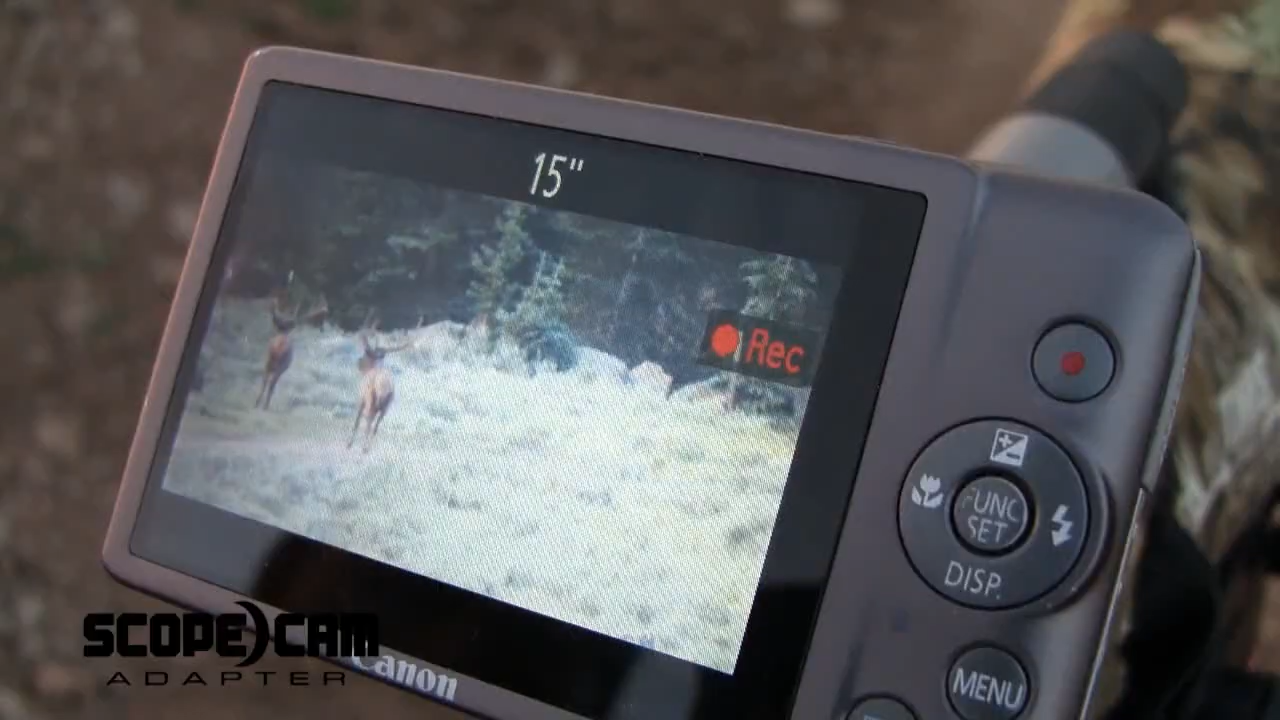 15"
Rec
FUNC
SET
DISP.
MENU
SCOPE CAM
ADAPTER
Canon